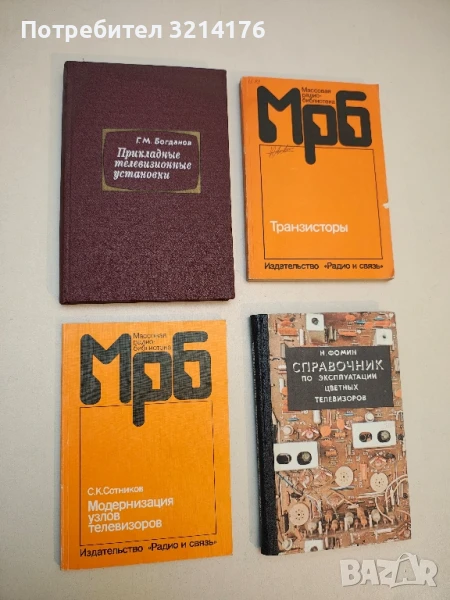 Потребител 3214176
Г. М. Богданов
Прикладные
телевизионные
установки
Массовая
радио-
библиотека
Мрб
Транзисторы
Издательство «Радио и связь»
Массовая
радио-
библиотека
Мрб
С.К.Сотников
Модернизация
узлов
телевизоров
Издательство «Радио и связь»
Н. ФОМИН
СПРАВОЧНИК
ПО ЭКСПЛУАТАЦИИ
ЦВЕТНЫХ
ТЕЛЕВИЗОРОВ
BAZAR